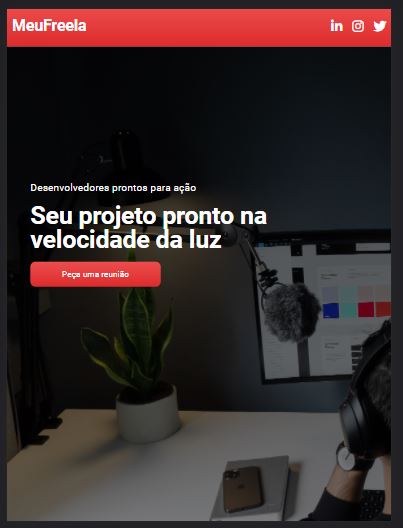 MeuFreela
Desenvolvedores prontos para ação
Seu projeto pronto na
velocidade da luz
Peça uma reunião